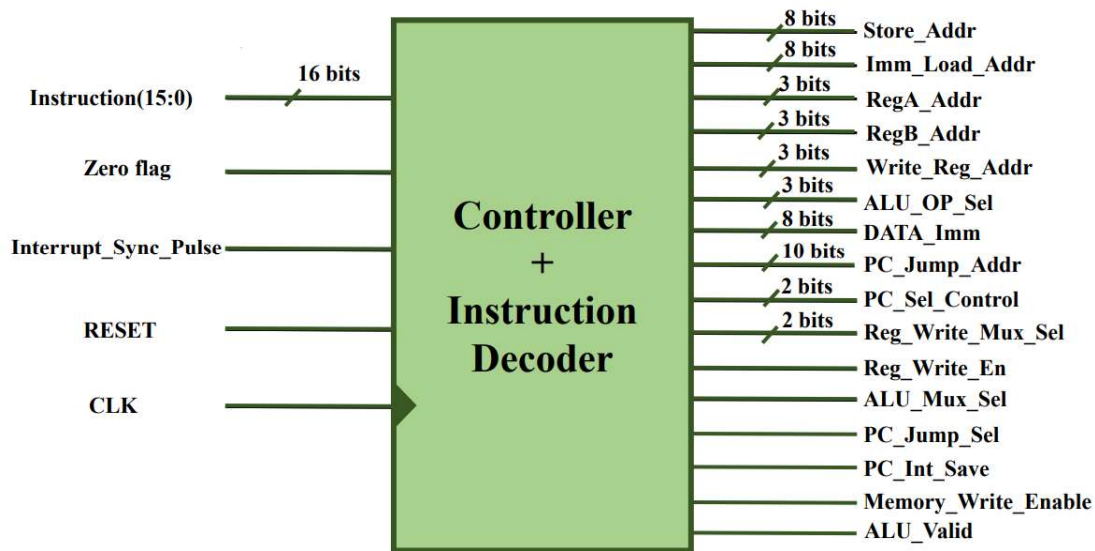 16 bits
Instruction(15:0)
Zero flag
Interrupt_Sync_Pulse
RESET
CLK
Controller
+
Instruction
Decoder
8 bits
Store_Addr
8 bits
Imm_Load_Addr
3 bits
RegA_Addr
3 bits
RegB_Addr
3 bits
Write_Reg_Addr
3 bits
ALU_OP_Sel
8 bits
DATA_Imm
10 bits
PC_Jump_Addr
2 bits
PC_Sel_Control
2 bits
Reg_Write_Mux_Sel
Reg_Write_En
ALU_Mux_Sel
PC_Jump_Sel
PC_Int_Save
Memory_Write_Enable
ALU_Valid